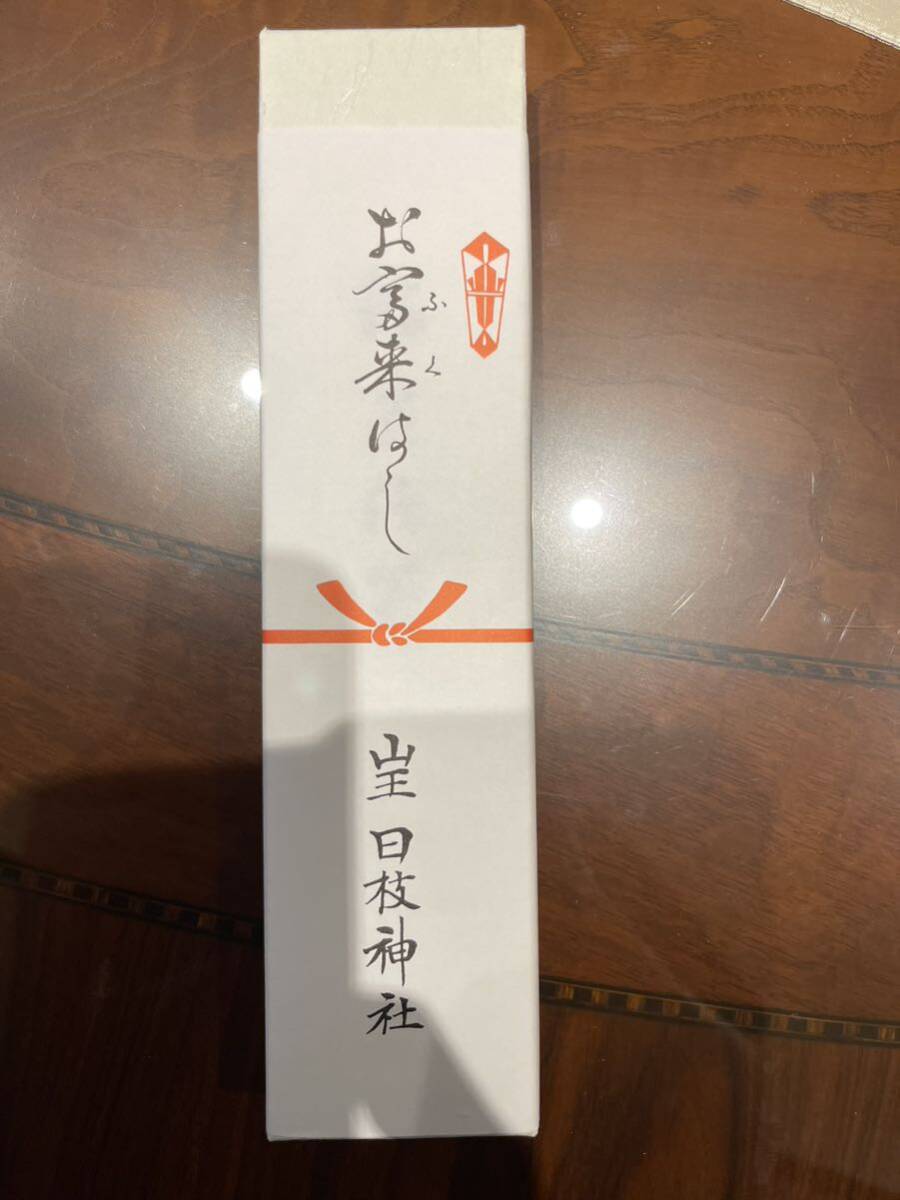 お富来はし
ふく
山王 日枝神社